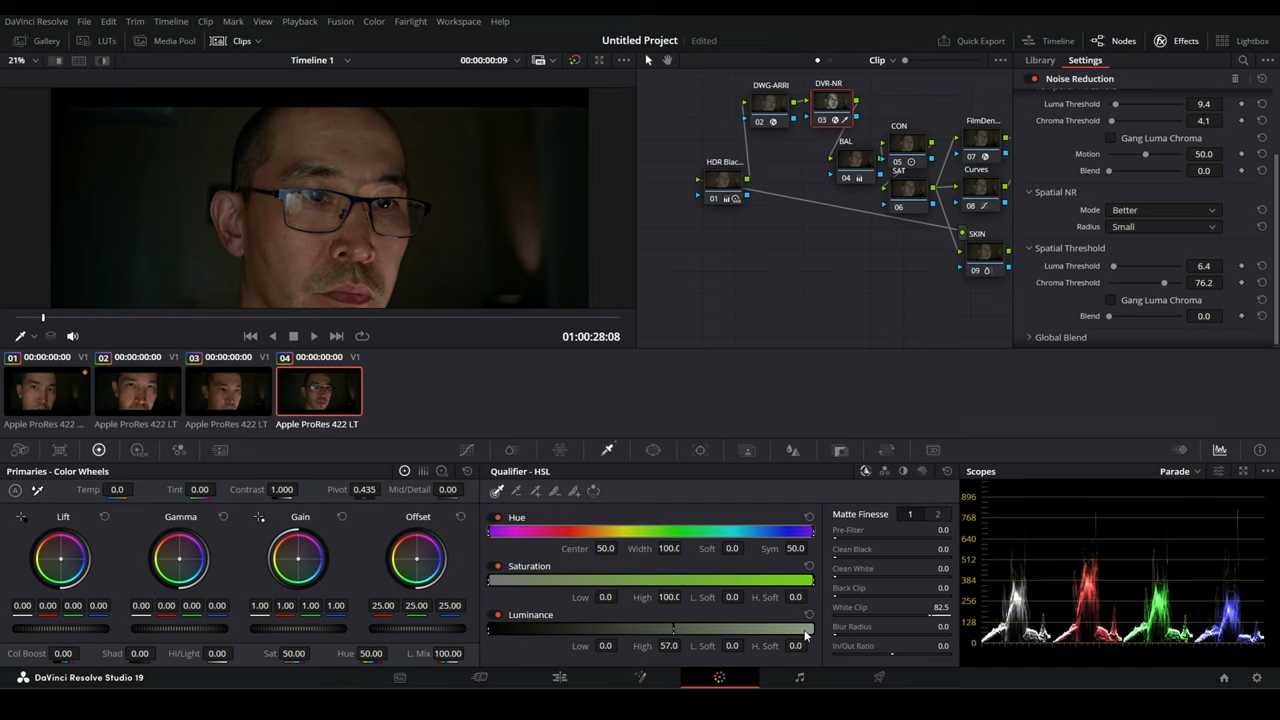 DaVinci Resolve File Edit Trim Timeline Clip Mark View Playback Fusion Color Fairlight Workspace Help
Gallery LUTs Media Pool Clips Untitled Project Edited Quick Export Timeline Nodes Effects Lightbox
21% Timeline 1 00:00:00:09 Clip Library Settings
Noise Reduction
DWG-ARRI DVR-NR
Luma Threshold 9.4
02 03
Chroma Threshold 4.1
FilmDen...
CON
Gang Luma Chroma
BAL
Motion 50.0
07
HDR Blac...
05
SAT
Curves
Blend 0.0
04
01
06
08
Spatial NR
Mode Better
Radius Small
SKIN
Spatial Threshold
Luma Threshold 6.4
09
Chroma Threshold 76.2
Gang Luma Chroma
Blend 0.0
01:00:28:08
Global Blend
01 00:00:00:00 V1 02 00:00:00:00 V1 03 00:00:00:00 V1 04 00:00:00:00 V1
Apple ProRes 422 ... Apple ProRes 422 LT Apple ProRes 422 LT Apple ProRes 422 LT
3D
Primaries - Color Wheels Qualifier - HSL Scopes Parade
A Temp 0.0 Tint 0.00 Contrast 1.000 Pivot 0.435 Mid/Detail 0.00
Lift Gamma Gain Offset
Hue
Center 50.0 Width 100.0 Soft 0.0 Sym 50.0
Saturation
Low 0.0 High 100.0 L. Soft 0.0 H. Soft 0.0
Luminance
Low 0.0 High 57.0 L. Soft 0.0 H. Soft 0.0
Matte Finesse 1 2
Pre-Filter 0.0
Clean Black 0.0
Clean White 0.0
Black Clip 0.0
White Clip 82.5
Blur Radius 0.0
In/Out Ratio 0.0
896
768
640
512
384
256
128
0
0.00 0.00 0.00 0.00 0.00 0.00 0.00 0.00 1.00 1.00 1.00 1.00 25.00 25.00 25.00
Col Boost 0.00 Shad 0.00 Hi/Light 0.00 Sat 50.00 Hue 50.00 L. Mix 100.00
DaVinci Resolve Studio 19